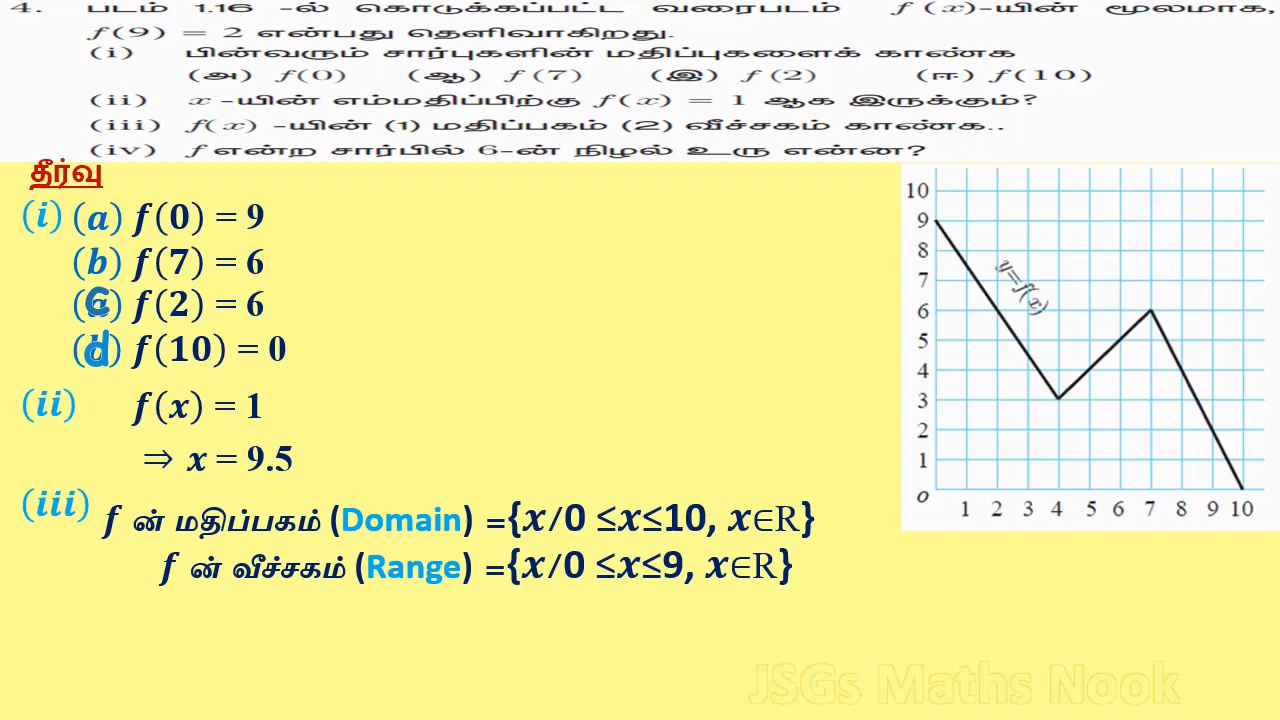 4. படம் 1.16 -ல் கொடுக்கப்பட்ட வரைபடம் f (x)-யின் மூலமாக,
f(9) = 2 என்பது தெளிவாகிறது.
(i) பின்வரும் சார்புகளின் மதிப்புகளைக் காண்க
(அ) f(0) (ஆ) f (7) (இ) f (2) (ஈ) f(10)
(ii) x -யின் எம்மதிப்பிற்கு f(x) = 1 ஆக இருக்கும்?
(iii) f(x) -யின் (1) மதிப்பகம் (2) வீச்சகம் காண்க..
(iv) f என்ற சார்பில் 6-ன் நிழல் உரு என்ன?
தீர்வு
(i) (a) f(0) = 9
(b) f(7) = 6
(c) f(2) = 6
(d) f(10) = 0
(ii) f(x) = 1
⇒ x = 9.5
(iii) f ன் மதிப்பகம் (Domain) ={x/0 ≤x≤10, x∈R}
f ன் வீச்சகம் (Range) ={x/0 ≤x≤9, x∈R}
10
9
8
7
6
5
4
3
2
1
o
1 2 3 4 5 6 7 8 9 10
y=f(x)
JSGs Maths Nook